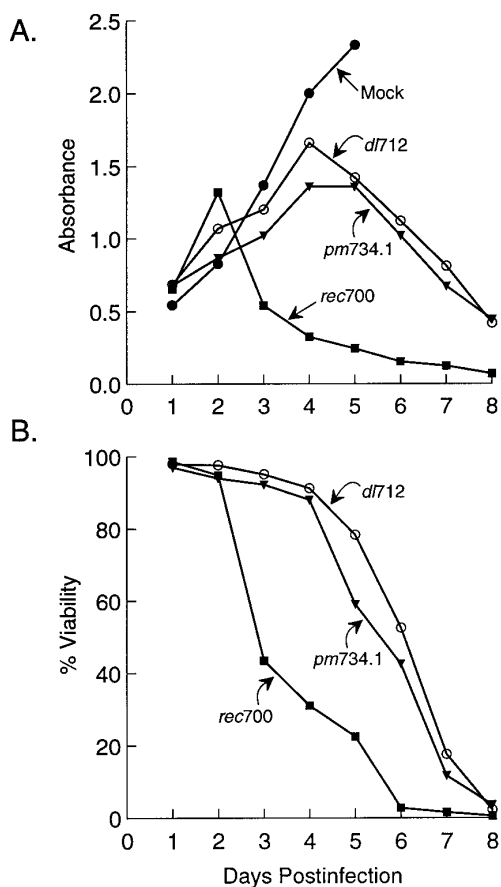 A.
2.5
2.0
1.5
1.0
0.5
0.0
Absorbance
Mock
dl712
pm734.1
rec700
0 1 2 3 4 5 6 7 8
B.
100
80
60
40
20
0
% Viability
dl712
pm734.1
rec700
0 1 2 3 4 5 6 7 8
Days Postinfection